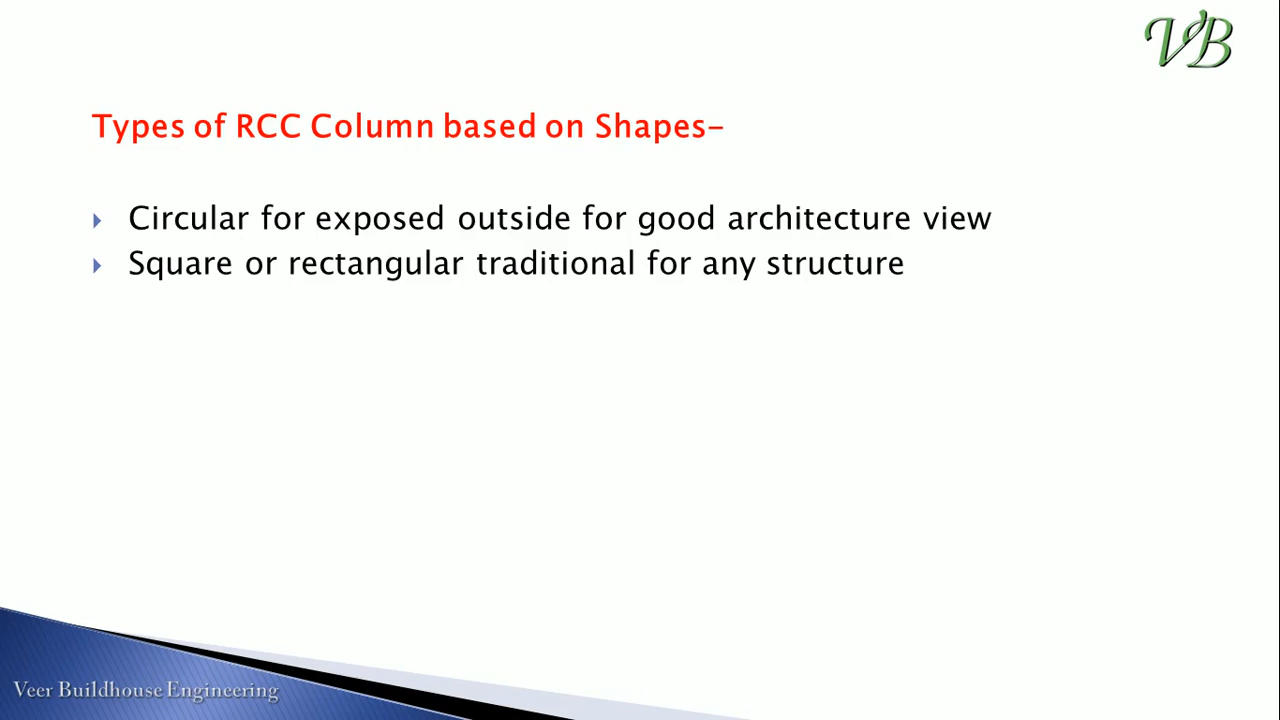 VB
Types of RCC Column based on Shapes-
Circular for exposed outside for good architecture view
Square or rectangular traditional for any structure
Veer Buildhouse Engineering